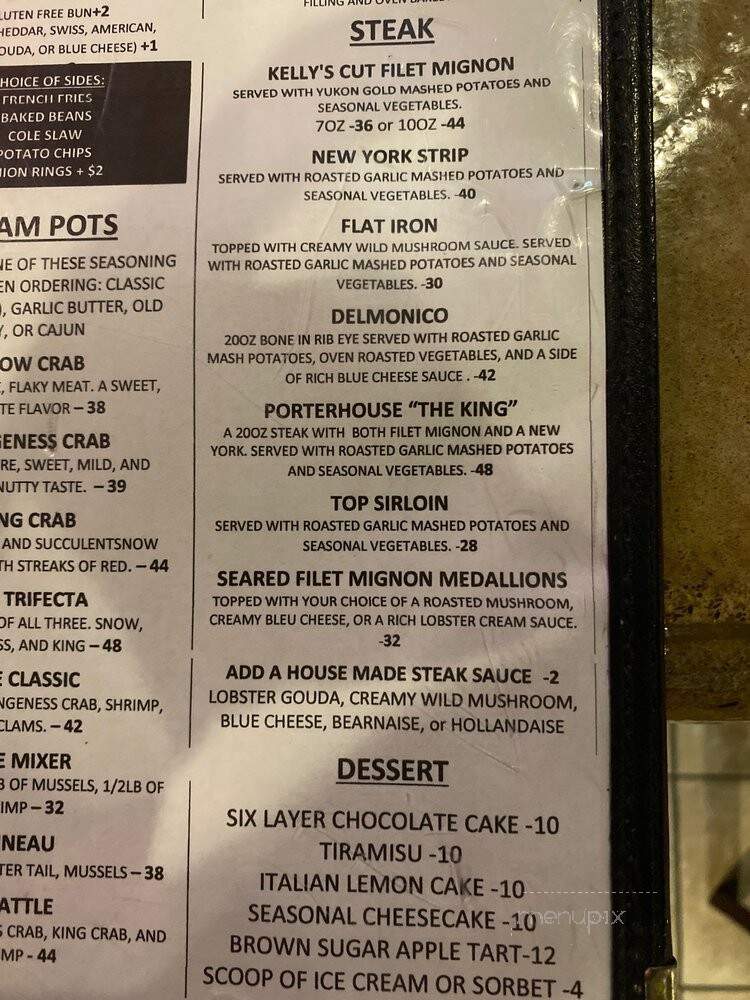 LUTEN FREE BUN+2
HEDDAR, SWISS, AMERICAN,
OUDA, OR BLUE CHEESE) +1
HOICE OF SIDES:
FRENCH FRIES
BAKED BEANS
COLE SLAW
POTATO CHIPS
ION RINGS + $2
AM POTS
NE OF THESE SEASONING
EN ORDERING: CLASSIC
), GARLIC BUTTER, OLD
Y, OR CAJUN
OW CRAB
, FLAKY MEAT. A SWEET,
TE FLAVOR – 38
GENESS CRAB
RE, SWEET, MILD, AND
NUTTY TASTE. – 39
NG CRAB
AND SUCCULENTSNOW
TH STREAKS OF RED. – 44
TRIFECTA
OF ALL THREE. SNOW,
SS, AND KING – 48
E CLASSIC
NGENESS CRAB, SHRIMP,
CLAMS. – 42
E MIXER
B OF MUSSELS, 1/2LB OF
IMP – 32
NEAU
TER TAIL, MUSSELS – 38
ATTLE
S CRAB, KING CRAB, AND
MP - 44
FILLING AND OVEN
STEAK
KELLY'S CUT FILET MIGNON
SERVED WITH YUKON GOLD MASHED POTATOES AND
SEASONAL VEGETABLES.
7OZ -36 or 10OZ -44
NEW YORK STRIP
SERVED WITH ROASTED GARLIC MASHED POTATOES AND
SEASONAL VEGETABLES. -40
FLAT IRON
TOPPED WITH CREAMY WILD MUSHROOM SAUCE. SERVED
WITH ROASTED GARLIC MASHED POTATOES AND SEASONAL
VEGETABLES. -30
DELMONICO
20OZ BONE IN RIB EYE SERVED WITH ROASTED GARLIC
MASH POTATOES, OVEN ROASTED VEGETABLES, AND A SIDE
OF RICH BLUE CHEESE SAUCE . -42
PORTERHOUSE “THE KING”
A 20OZ STEAK WITH BOTH FILET MIGNON AND A NEW
YORK. SERVED WITH ROASTED GARLIC MASHED POTATOES
AND SEASONAL VEGETABLES. -48
TOP SIRLOIN
SERVED WITH ROASTED GARLIC MASHED POTATOES AND
SEASONAL VEGETABLES. -28
SEARED FILET MIGNON MEDALLIONS
TOPPED WITH YOUR CHOICE OF A ROASTED MUSHROOM,
CREAMY BLEU CHEESE, OR A RICH LOBSTER CREAM SAUCE.
-32
ADD A HOUSE MADE STEAK SAUCE -2
LOBSTER GOUDA, CREAMY WILD MUSHROOM,
BLUE CHEESE, BEARNAISE, or HOLLANDAISE
DESSERT
SIX LAYER CHOCOLATE CAKE -10
TIRAMISU -10
ITALIAN LEMON CAKE -10
SEASONAL CHEESECAKE -10
BROWN SUGAR APPLE TART-12
SCOOP OF ICE CREAM OR SORBET -4
menupix